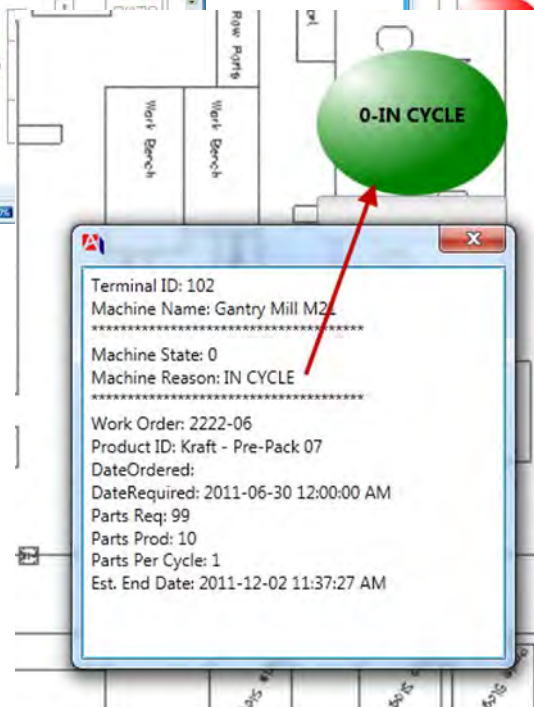 Raw Parts
Work Bench
Work Bench
0-IN CYCLE
Terminal ID: 102
Machine Name: Gantry Mill M2L
*************************************
Machine State: 0
Machine Reason: IN CYCLE
*************************************
Work Order: 2222-06
Product ID: Kraft - Pre-Pack 07
DateOrdered:
DateRequired: 2011-06-30 12:00:00 AM
Parts Req: 99
Parts Prod: 10
Parts Per Cycle: 1
Est. End Date: 2011-12-02 11:37:27 AM